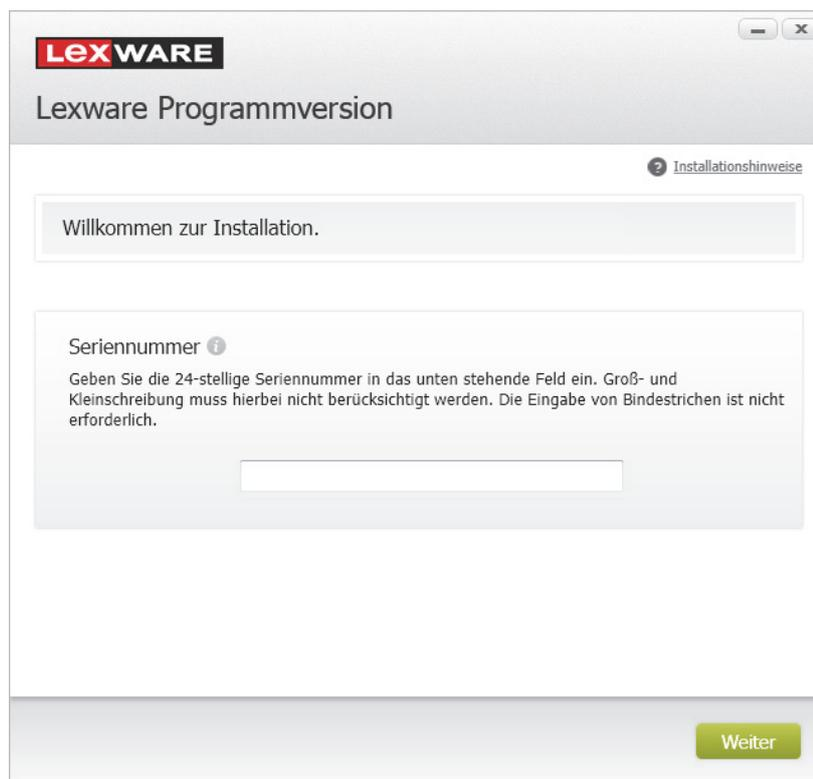 LEXWARE
Lexware Programmversion
Installationshinweise
Willkommen zur Installation.
Seriennummer
Geben Sie die 24-stellige Seriennummer in das unten stehende Feld ein. Groß- und
Kleinschreibung muss hierbei nicht berücksichtigt werden. Die Eingabe von Bindestrichen ist nicht
erforderlich.
Weiter